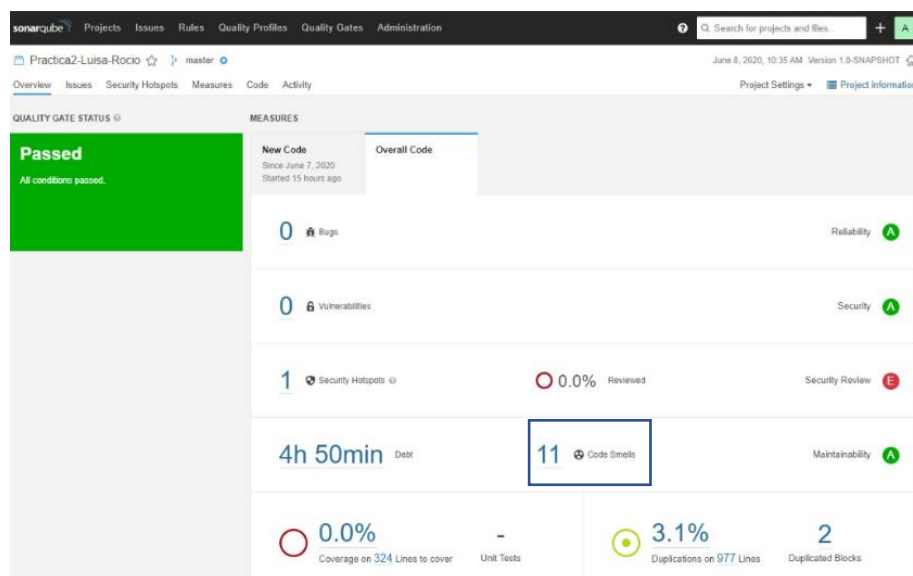 sonarqube Projects Issues Rules Quality Profiles Quality Gates Administration Search for projects and files... + A
Practica2-Luisa-Rocio master June 8, 2020, 10:35 AM Version 1.0-SNAPSHOT
Overview Issues Security Hotspots Measures Code Activity Project Settings Project information
QUALITY GATE STATUS MEASURES
Passed
All conditions passed.
New Code
Since June 7, 2020
Started 15 hours ago
Overall Code
0 Bugs Reliability A
0 Vulnerabilities Security A
1 Security Hotspots 0.0% Reviewed Security Review E
4h 50min Debt 11 Code Smells Maintainability A
0.0%
Coverage on 324 Lines to cover
-
Unit Tests
3.1%
Duplications on 977 Lines
2
Duplicated Blocks